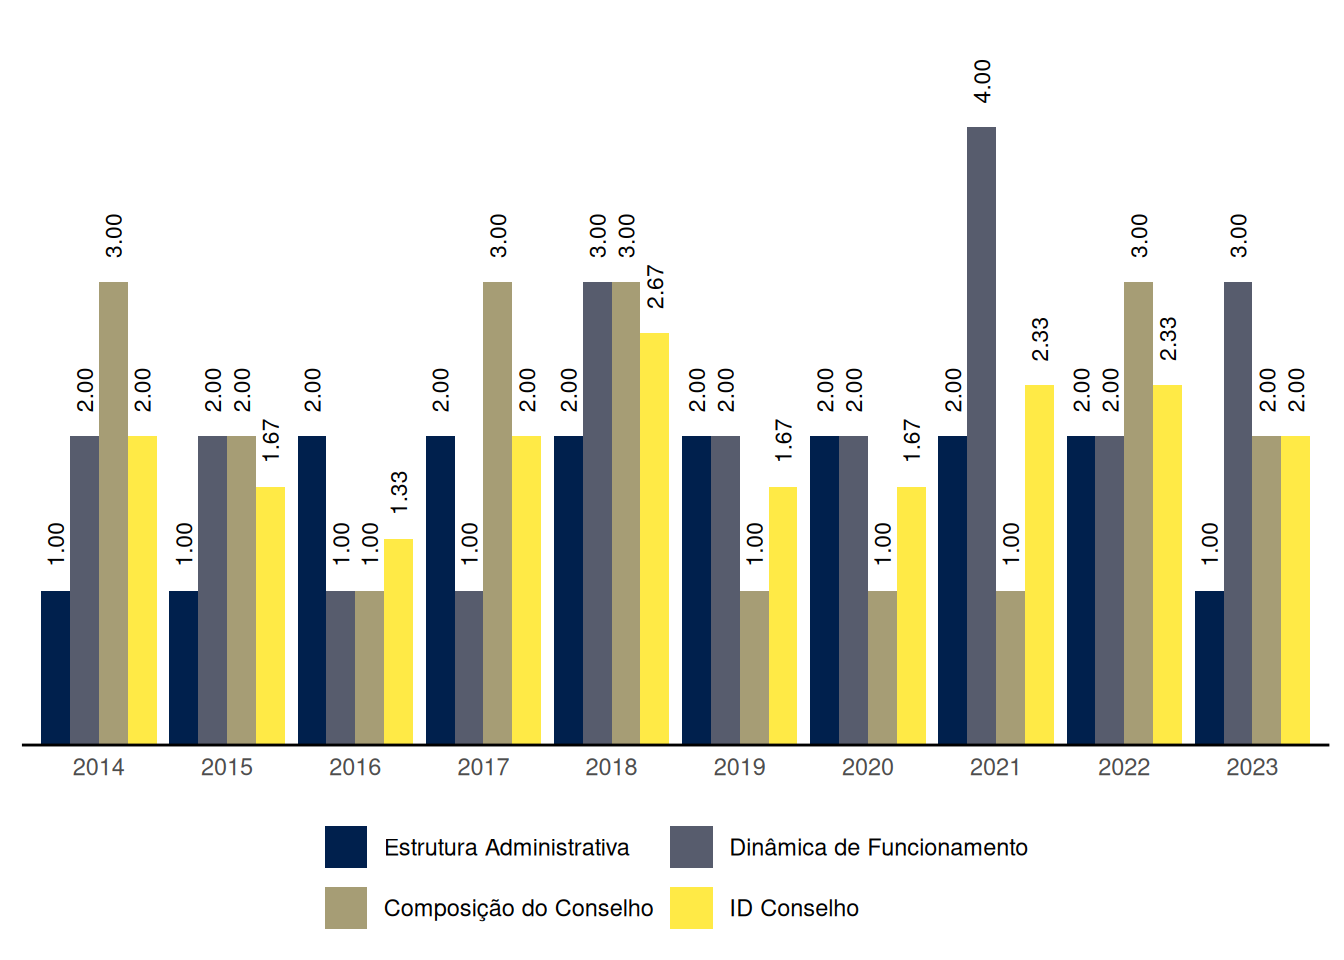 4.00
3.00 3.00 3.00 3.00 3.00 3.00
2.67
2.33 2.33
2.00 2.00 2.00 2.00 2.00 2.00 2.00 2.00 2.00 2.00 2.00 2.00 2.00 2.00 2.00 2.00 2.00
1.67 1.67 1.67
1.33
1.00 1.00 1.00 1.00 1.00 1.00 1.00 1.00 1.00
2014 2015 2016 2017 2018 2019 2020 2021 2022 2023
Estrutura Administrativa Dinâmica de Funcionamento
Composição do Conselho ID Conselho